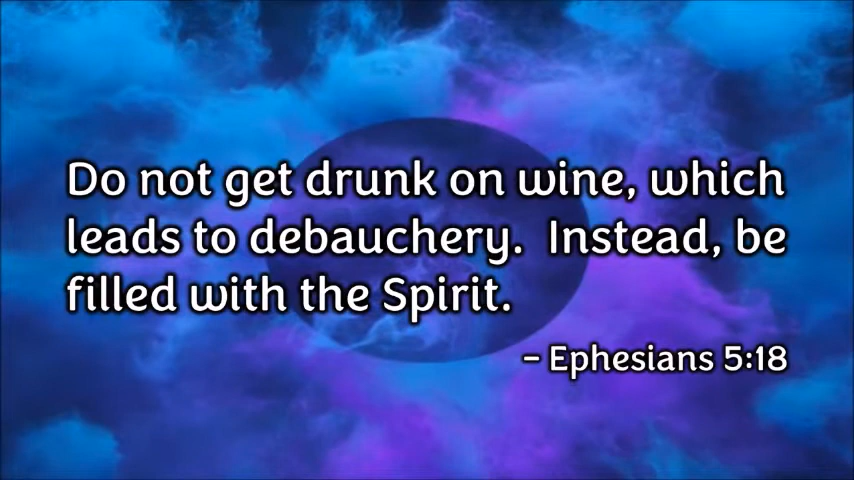 Do not get drunk on wine, which
leads to debauchery.  Instead, be
filled with the Spirit.
- Ephesians 5:18